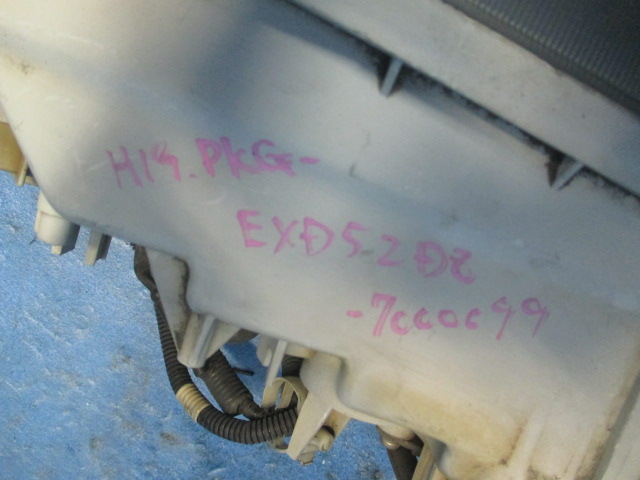 H19. PKG-
EXD52D8
-7000099